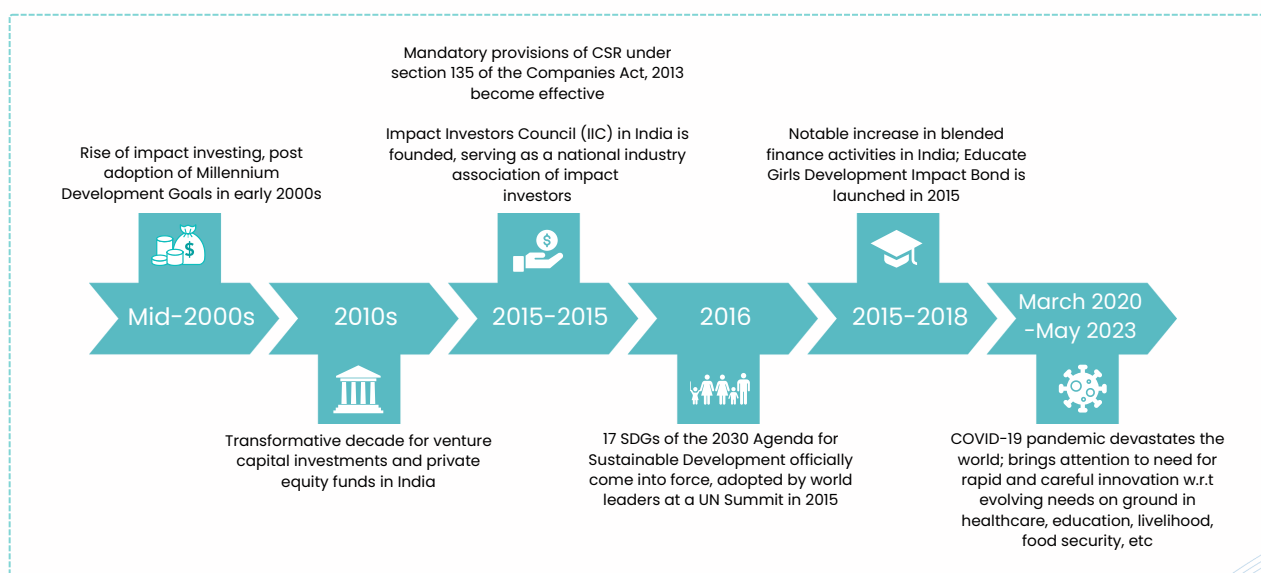 Rise of impact investing, post
adoption of Millennium
Development Goals in early 2000s
$
Mid-2000s
2010s
Transformative decade for venture
capital investments and private
equity funds in India
Mandatory provisions of CSR under
section 135 of the Companies Act, 2013
become effective
Impact Investors Council (IIC) in India is
founded, serving as a national industry
association of impact
investors
$
2015-2015
2016
17 SDGs of the 2030 Agenda for
Sustainable Development officially
come into force, adopted by world
leaders at a UN Summit in 2015
Notable increase in blended
finance activities in India; Educate
Girls Development Impact Bond is
launched in 2015
2015-2018
March 2020
-May 2023
COVID-19 pandemic devastates the
world; brings attention to need for
rapid and careful innovation w.r.t
evolving needs on ground in
healthcare, education, livelihood,
food security, etc